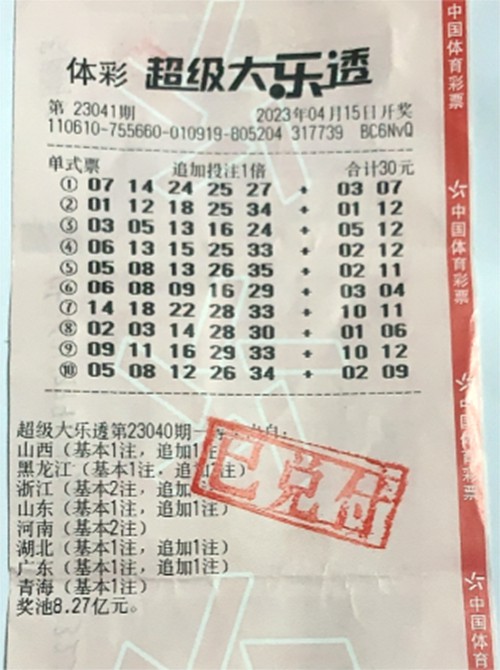 体彩 超级大乐透
第 23041期 2023年04月15日开奖
110610-755660-010919-805204 317739 BC6NvQ
单式票 追加投注1倍 合计30元
① 07 14 24 25 27 + 03 07
② 01 12 18 25 34 + 01 12
③ 03 05 13 16 24 + 05 12
④ 06 13 15 25 33 + 02 12
⑤ 05 08 13 26 35 + 02 11
⑥ 06 08 09 16 29 + 03 04
⑦ 14 18 22 28 33 + 10 11
⑧ 02 03 14 28 30 + 01 06
⑨ 09 11 16 29 33 + 10 12
⑩ 05 08 12 26 34 + 02 09
超级大乐透第23040期一
山西(基本1注,追加1
黑龙江(基本1注,追加1注)
浙江(基本2注,追加
山东(基本1注,追加1注)
河南(基本2注)
湖北(基本1注,追加1注)
广东(基本1注,追加1注)
青海(基本1注)
奖池8.27亿元。
已兑付
中国体育彩票
中国体育彩票
中国体育彩票
中国体育